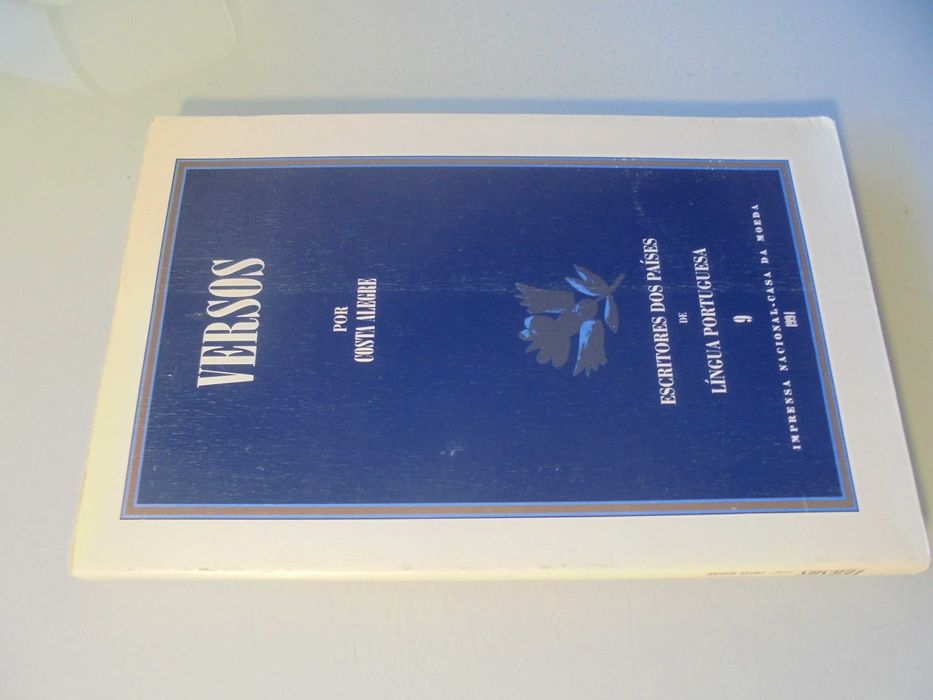 VERSOS
POR
COSTA ALEGRE
ESCRITORES DOS PAÍSES
DE
LÍNGUA PORTUGUESA
9
IMPRENSA NACIONAL-CASA DA MOEDA
1991